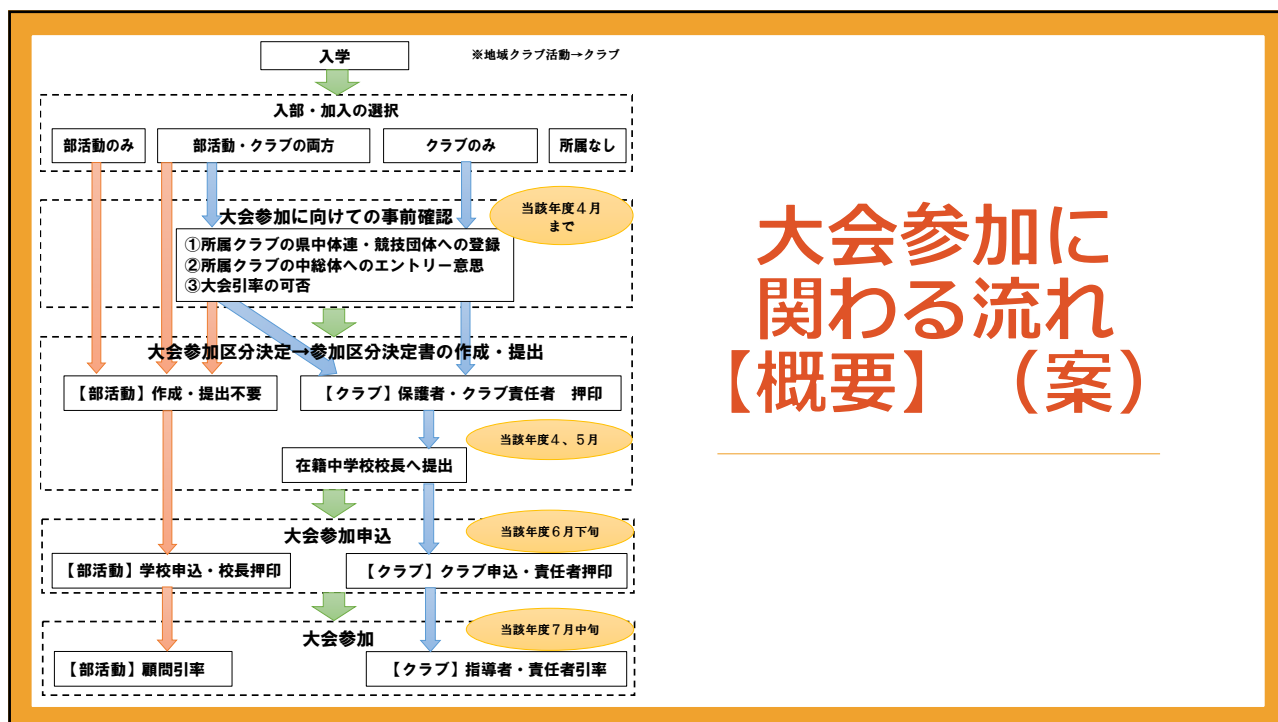 入学
※地域クラブ活動→クラブ
入部・加入の選択
部活動のみ
部活動・クラブの両方
クラブのみ
所属なし
当該年度４月
まで
大会参加に向けての事前確認
①所属クラブの県中体連・競技団体への登録
②所属クラブの中総体へのエントリー意思
③大会引率の可否
大会参加区分決定→参加区分決定書の作成・提出
【部活動】作成・提出不要
【クラブ】保護者・クラブ責任者　押印
当該年度４、５月
在籍中学校校長へ提出
当該年度６月下旬
大会参加申込
【部活動】学校申込・校長押印
【クラブ】クラブ申込・責任者押印
当該年度７月中旬
大会参加
【部活動】顧問引率
【クラブ】指導者・責任者引率
大会参加に
関わる流れ
【概要】（案）